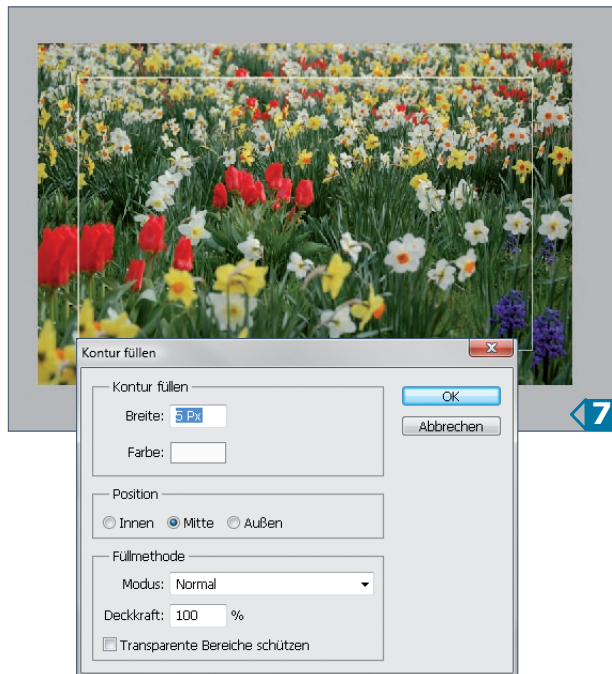 7
Kontur füllen
Kontur füllen
Breite: 5 Px
Farbe:
OK
Abbrechen
Position
Innen Mitte Außen
Füllmethode
Modus: Normal
Deckkraft: 100 %
Transparente Bereiche schützen